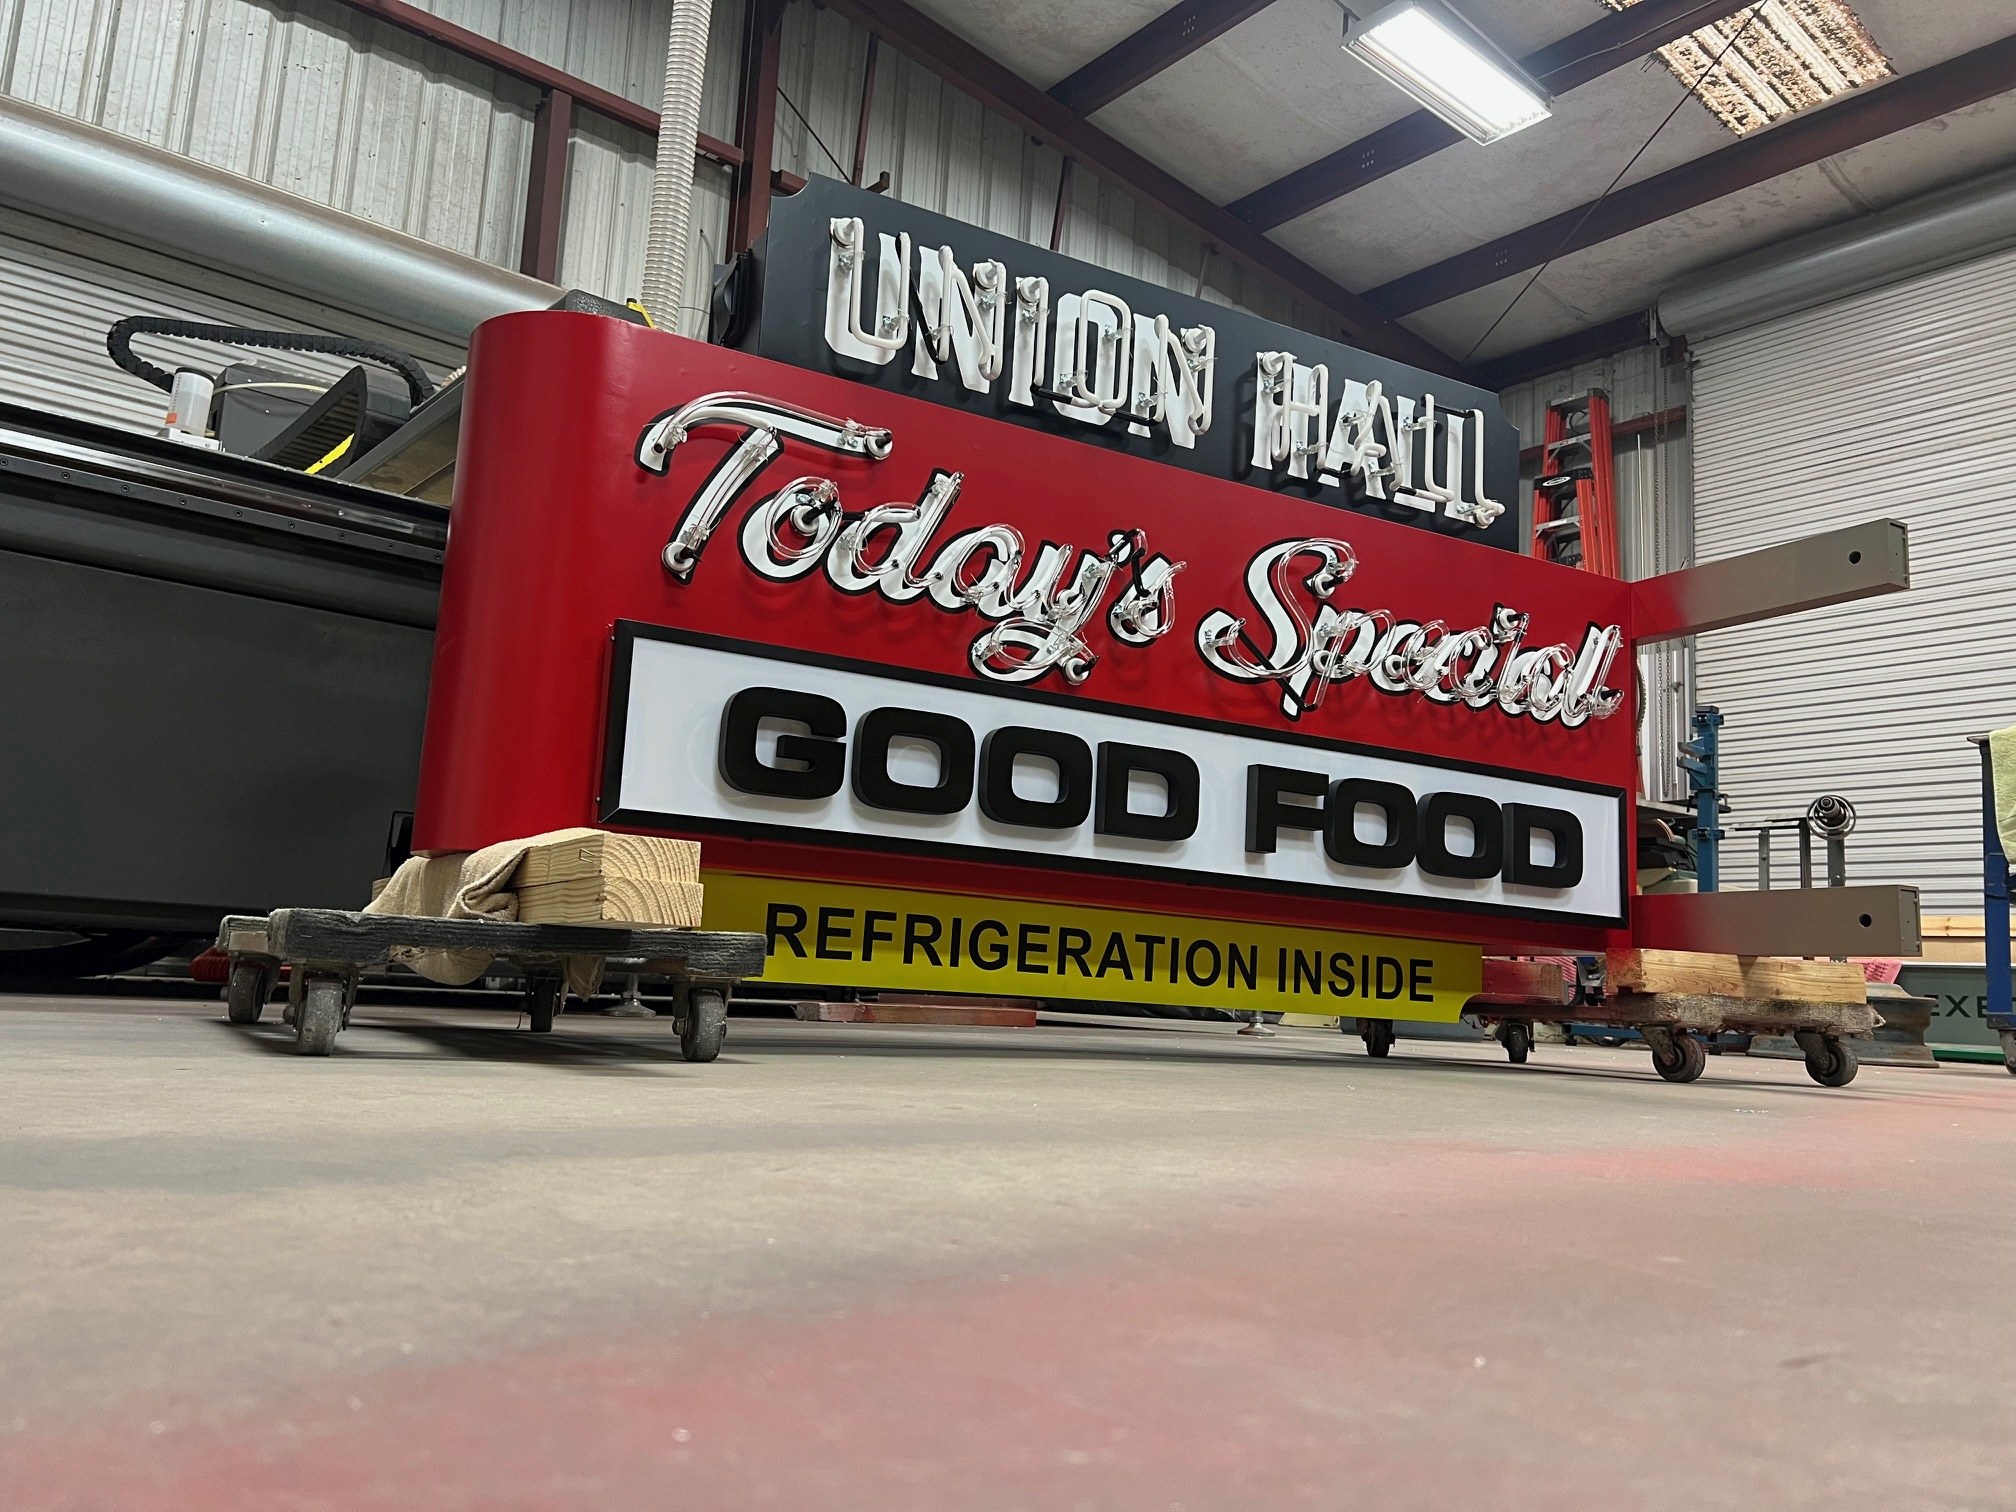 UNION HALL
Today's Special
GOOD FOOD
REFRIGERATION INSIDE